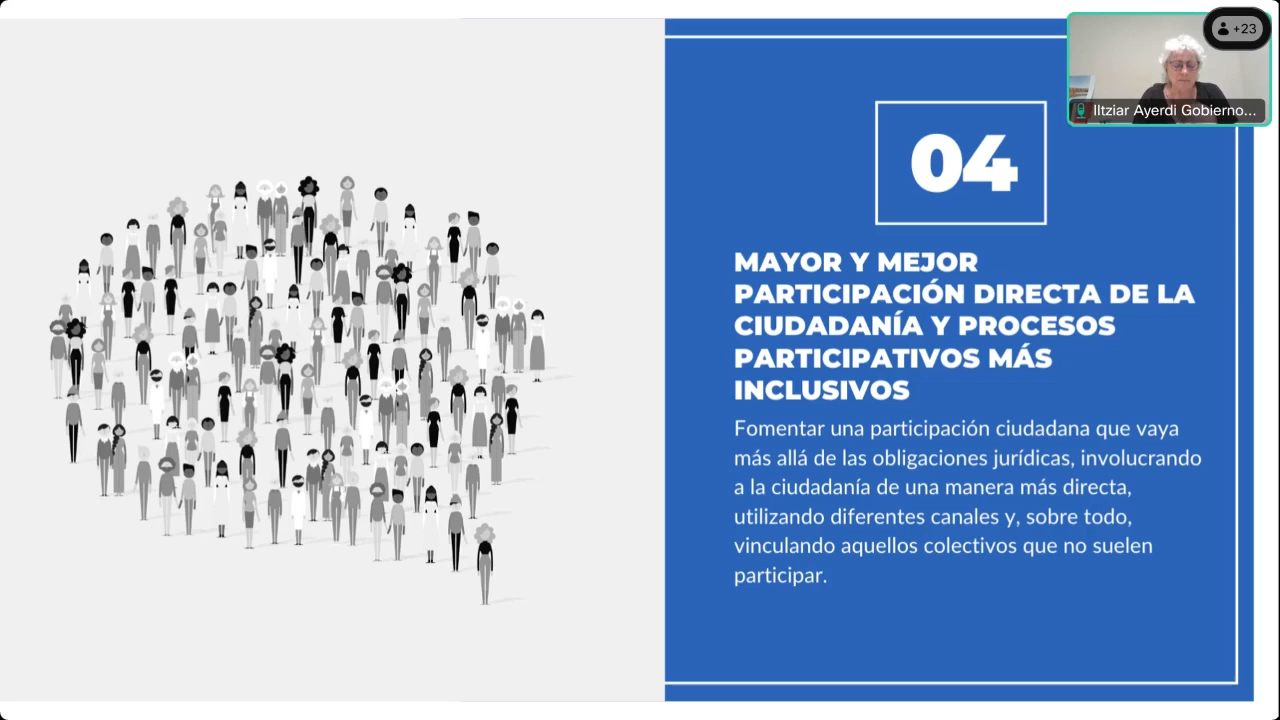 +23
Iltziar Ayerdi Gobierno...
04
MAYOR Y MEJOR
PARTICIPACIÓN DIRECTA DE LA
CIUDADANÍA Y PROCESOS
PARTICIPATIVOS MÁS
INCLUSIVOS
Fomentar una participación ciudadana que vaya
más allá de las obligaciones jurídicas, involucrando
a la ciudadanía de una manera más directa,
utilizando diferentes canales y, sobre todo,
vinculando aquellos colectivos que no suelen
participar.